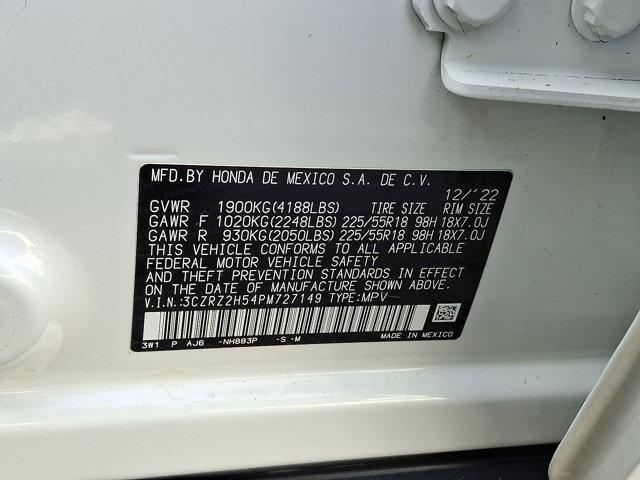 MFD. BY HONDA DE MEXICO S.A. DE C.V.
12/'22
GVWR 1900KG(4188LBS) TIRE SIZE RIM SIZE
GAWR F 1020KG(2248LBS) 225/55R18 98H 18X7.0J
GAWR R 930KG(2050LBS) 225/55R18 98H 18X7.0J
THIS VEHICLE CONFORMS TO ALL APPLICABLE
FEDERAL MOTOR VEHICLE SAFETY
AND THEFT PREVENTION STANDARDS IN EFFECT
ON THE DATE OF MANUFACTURE SHOWN ABOVE.
V.I.N.:3CZRZ2H54PM727149 TYPE:MPV
3W1 P AJ6 -NH883P -S -M MADE IN MEXICO